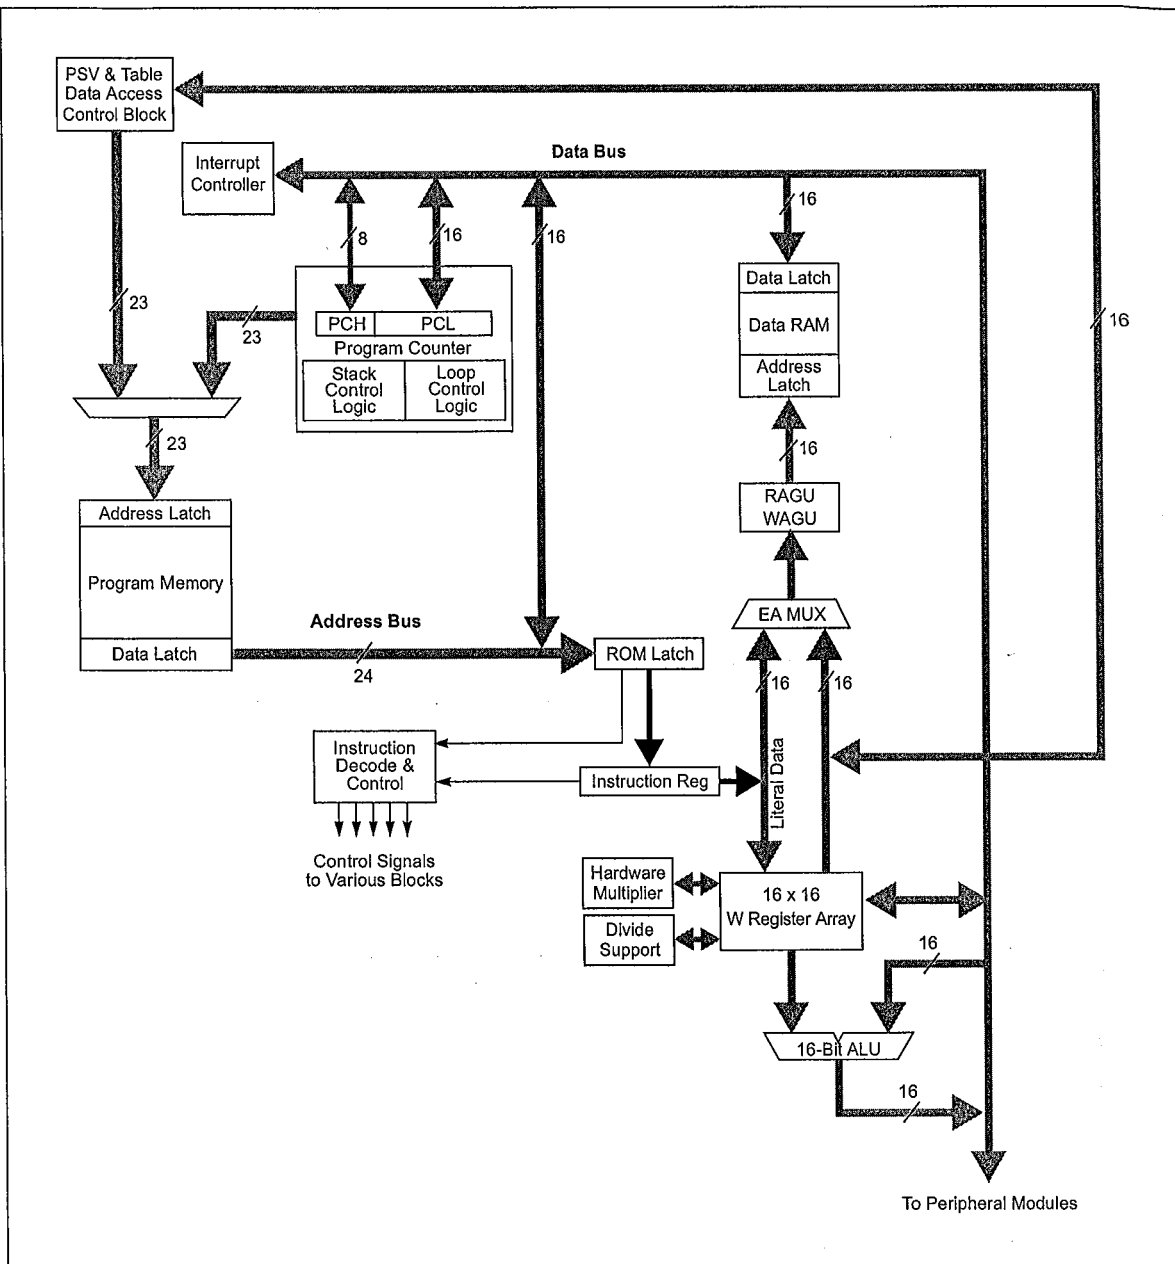 PSV & Table
Data Access
Control Block
Interrupt
Controller
Data Bus
16
8
16
16
23
23
PCH
PCL
Program Counter
Stack
Control
Logic
Loop
Control
Logic
Data Latch
Data RAM
Address
Latch
16
16
23
RAGU
WAGU
Address Latch
Program Memory
Data Latch
Address Bus
24
EA MUX
ROM Latch
16
16
Instruction
Decode &
Control
Instruction Reg
Literal Data
Control Signals
to Various Blocks
Hardware
Multiplier
16 x 16
W Register Array
Divide
Support
16
16-Bit ALU
16
To Peripheral Modules